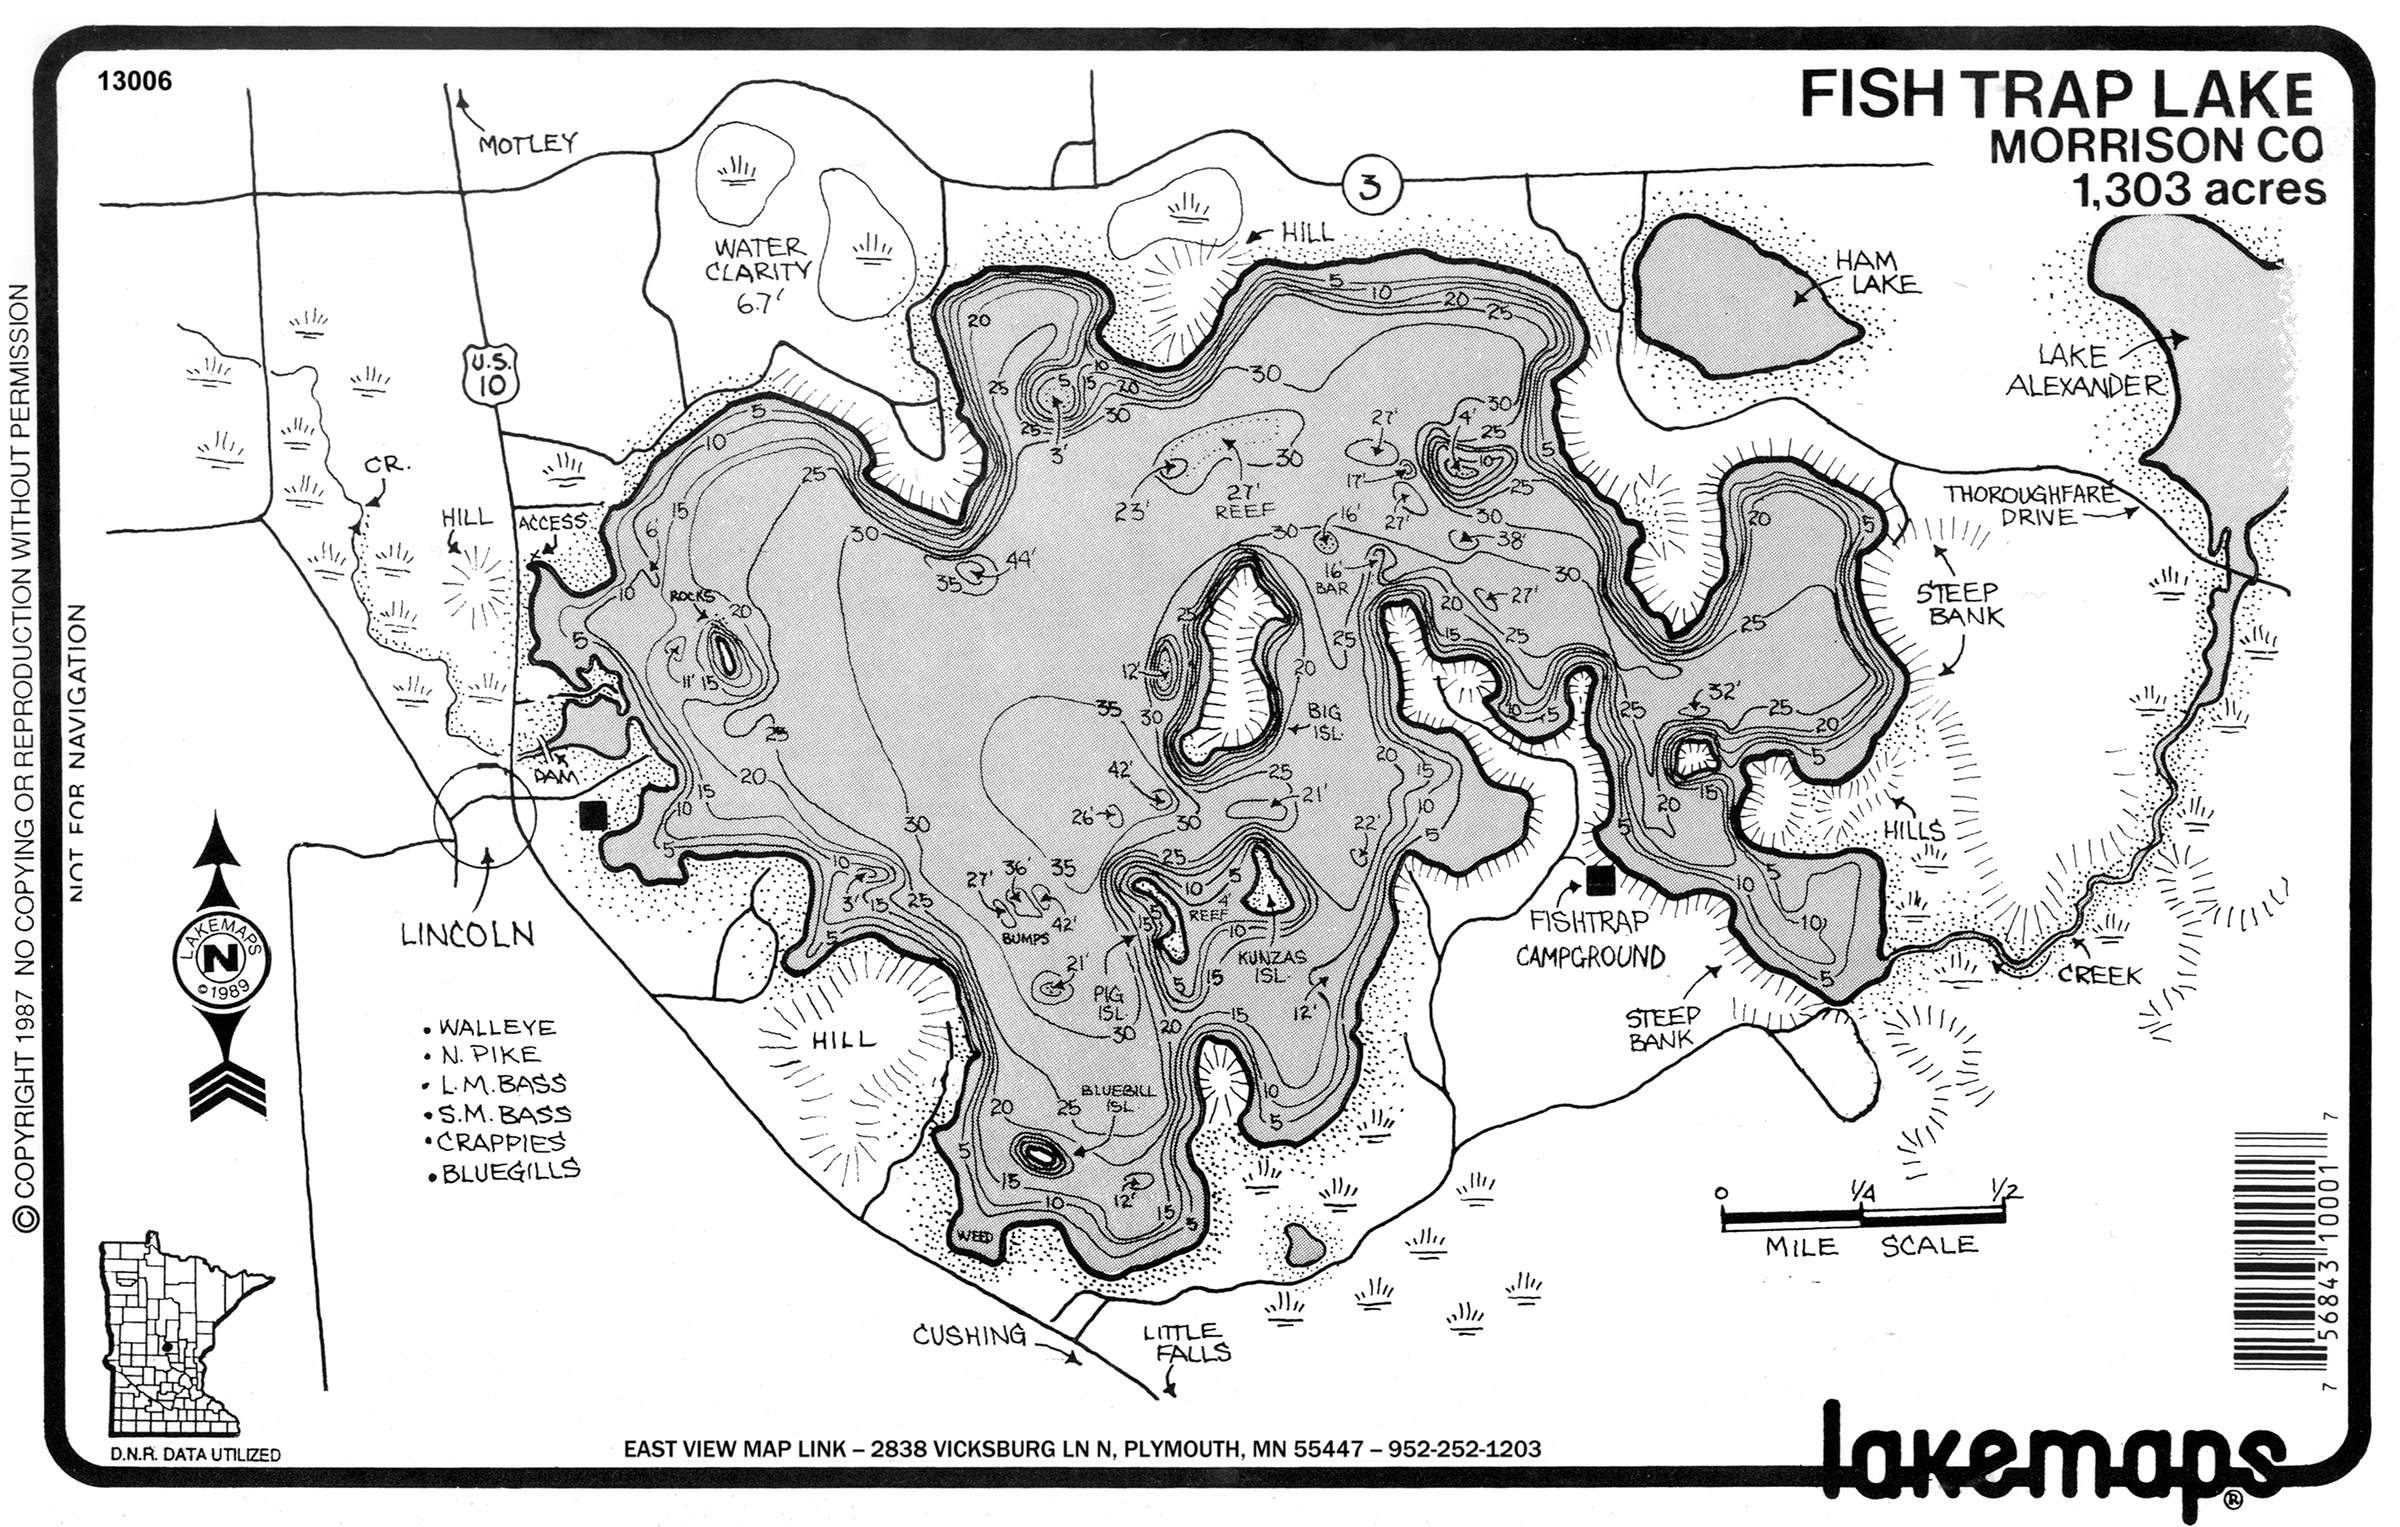 13006
FISH TRAP LAKE
MORRISON CO
1,303 acres
© COPYRIGHT 1987 NO COPYING OR REPRODUCTION WITHOUT PERMISSION
NOT FOR NAVIGATION
MOTLEY
3
WATER
CLARITY
6.7'
HILL
HAM
LAKE
LAKE
ALEXANDER
U.S.
10
CR.
HILL
ACCESS
THOROUGHFARE
DRIVE
STEEP
BANK
5
10
20
25
30
20
25
5
15
10
20
25
30
3'
5
10
15
25
6'
30
27'
REEF
23'
30
27'
17'
4'
30
25
10
25
27'
30
38'
16'
30
16'
BAR
27'
30
5
20
5
25
35
44'
10
ROCKS
20
5
11'
15
25
20
15
10
5
DAM
LINCOLN
12'
25
30
20
25
BIG
ISL.
20
15
25
10
5
25
32'
25
20
5
15
20
5
HILLS
35
42'
26'
30
25
21'
30
20
15
10
5
22'
10
3'
15
25
5
27'
36'
35
42'
BUMPS
25
10
5
4'
REEF
10
15
5
15
5
21'
PIG
ISL.
30
KUNZAS
ISL.
12'
20
15
10
5
10
5
10
5
FISHTRAP
CAMPGROUND
STEEP
BANK
CREEK
HILL
20
25
BLUEBILL
ISL.
5
15
10
12'
15
5
WEED
LAKEMAPS
N
©1989
• WALLEYE
• N. PIKE
• L.M. BASS
• S.M. BASS
• CRAPPIES
• BLUEGILLS
0 1/4 1/2
MILE SCALE
CUSHING
LITTLE
FALLS
D.N.R. DATA UTILIZED
EAST VIEW MAP LINK – 2838 VICKSBURG LN N, PLYMOUTH, MN 55447 – 952-252-1203
7 56843 10001 7
lakemaps®